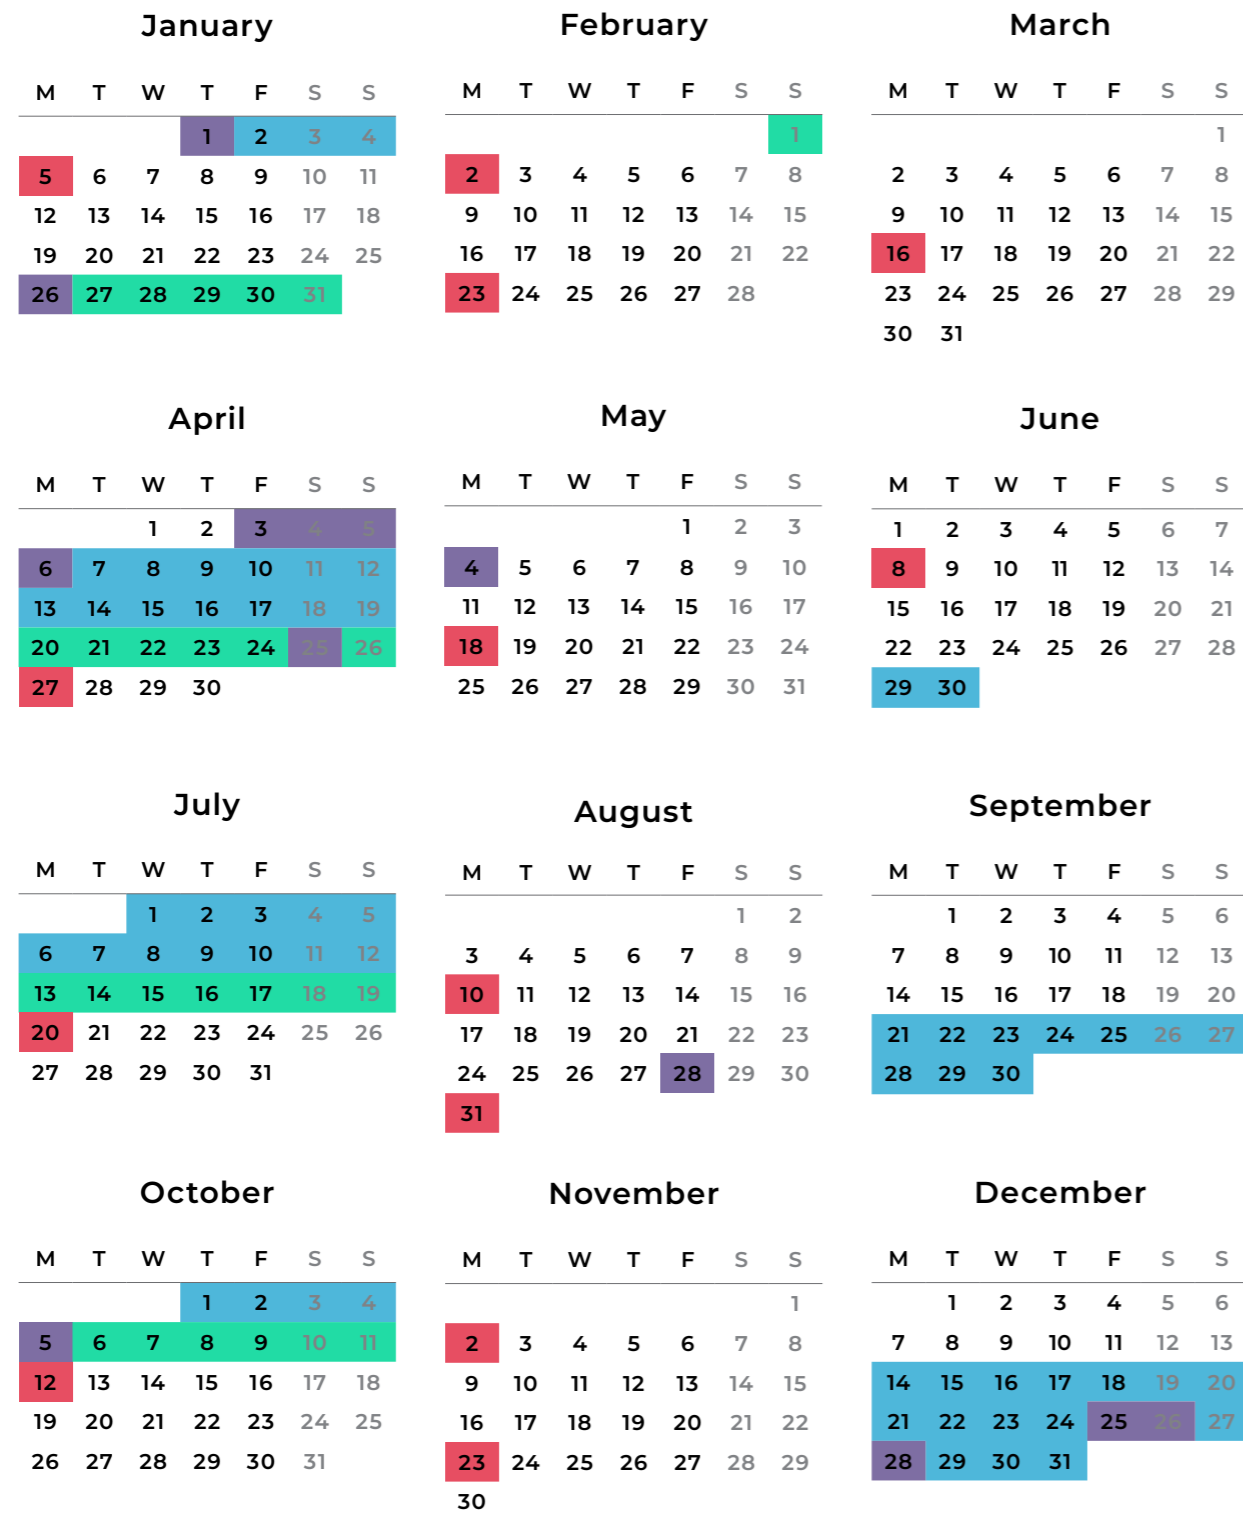 January
M T W T F S S
1 2 3 4
5 6 7 8 9 10 11
12 13 14 15 16 17 18
19 20 21 22 23 24 25
26 27 28 29 30 31
February
M T W T F S S
1
2 3 4 5 6 7 8
9 10 11 12 13 14 15
16 17 18 19 20 21 22
23 24 25 26 27 28
March
M T W T F S S
1
2 3 4 5 6 7 8
9 10 11 12 13 14 15
16 17 18 19 20 21 22
23 24 25 26 27 28 29
30 31
April
M T W T F S S
1 2 3 4 5
6 7 8 9 10 11 12
13 14 15 16 17 18 19
20 21 22 23 24 25 26
27 28 29 30
May
M T W T F S S
1 2 3
4 5 6 7 8 9 10
11 12 13 14 15 16 17
18 19 20 21 22 23 24
25 26 27 28 29 30 31
June
M T W T F S S
1 2 3 4 5 6 7
8 9 10 11 12 13 14
15 16 17 18 19 20 21
22 23 24 25 26 27 28
29 30
July
M T W T F S S
1 2 3 4 5
6 7 8 9 10 11 12
13 14 15 16 17 18 19
20 21 22 23 24 25 26
27 28 29 30 31
August
M T W T F S S
1 2
3 4 5 6 7 8 9
10 11 12 13 14 15 16
17 18 19 20 21 22 23
24 25 26 27 28 29 30
31
September
M T W T F S S
1 2 3 4 5 6
7 8 9 10 11 12 13
14 15 16 17 18 19 20
21 22 23 24 25 26 27
28 29 30
October
M T W T F S S
1 2 3 4
5 6 7 8 9 10 11
12 13 14 15 16 17 18
19 20 21 22 23 24 25
26 27 28 29 30 31
November
M T W T F S S
1
2 3 4 5 6 7 8
9 10 11 12 13 14 15
16 17 18 19 20 21 22
23 24 25 26 27 28 29
30
December
M T W T F S S
1 2 3 4 5 6
7 8 9 10 11 12 13
14 15 16 17 18 19 20
21 22 23 24 25 26 27
28 29 30 31